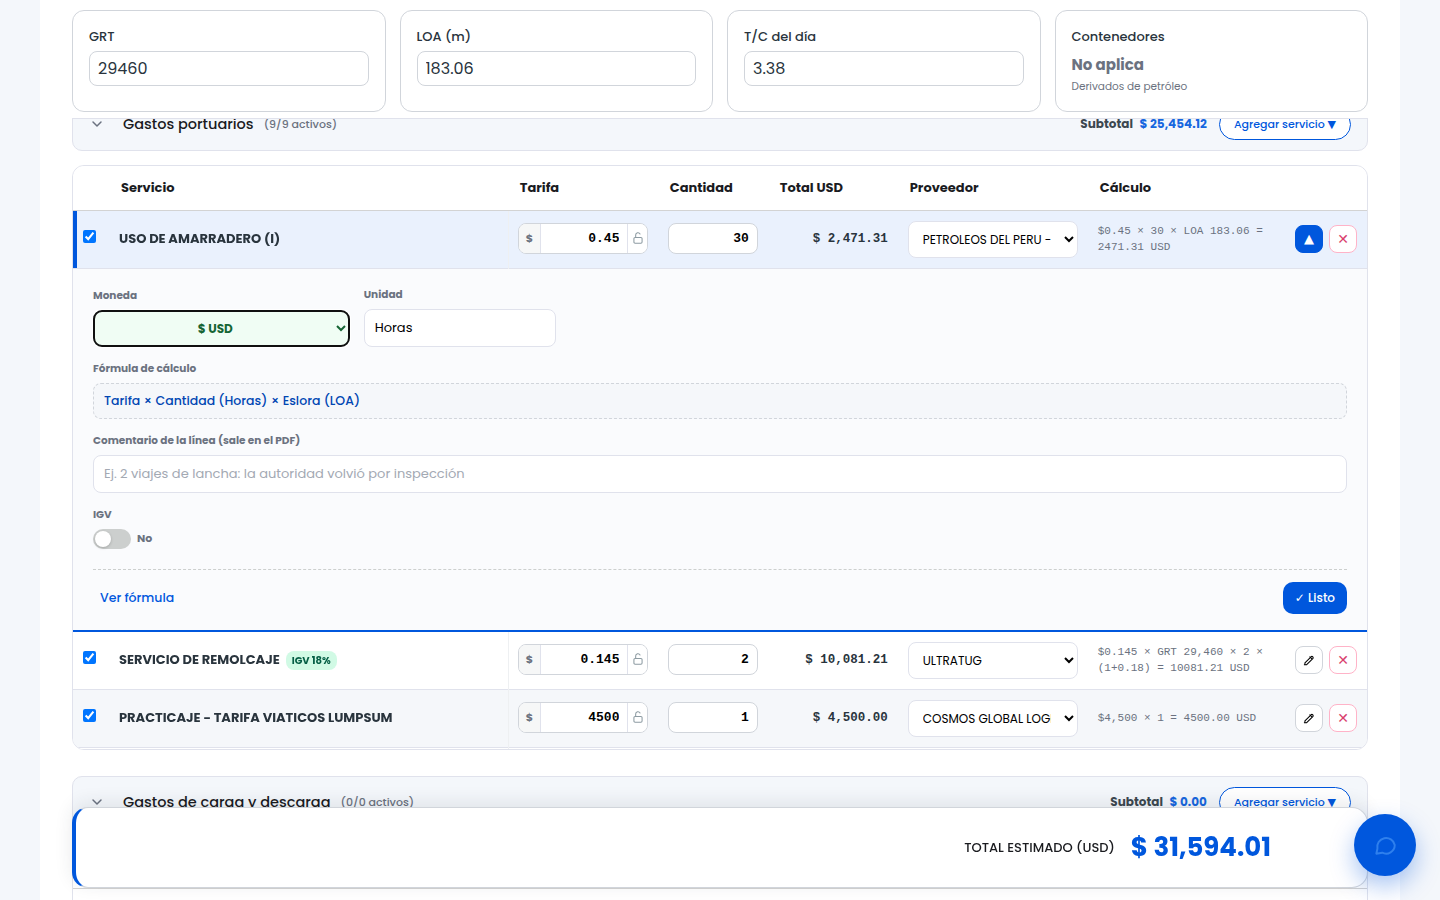 GRT
29460
LOA (m)
183.06
T/C del día
3.38
Contenedores
No aplica
Derivados de petróleo
Gastos portuarios (9/9 activos)
Subtotal $ 25,454.12
Agregar servicio ▼
Servicio Tarifa Cantidad Total USD Proveedor Cálculo
USO DE AMARRADERO (I) $ 0.45 30 $ 2,471.31 PETROLEOS DEL PERU -
$0.45 × 30 × LOA 183.06 =
2471.31 USD
▲ ✕
Moneda
$ USD
Unidad
Horas
Fórmula de cálculo
Tarifa × Cantidad (Horas) × Eslora (LOA)
Comentario de la línea (sale en el PDF)
Ej. 2 viajes de lancha: la autoridad volvió por inspección
IGV
No
Ver fórmula
✓ Listo
SERVICIO DE REMOLCAJE IGV 18% $ 0.145 2 $ 10,081.21 ULTRATUG
$0.145 × GRT 29,460 × 2 ×
(1+0.18) = 10081.21 USD
✕
PRACTICAJE - TARIFA VIATICOS LUMPSUM $ 4500 1 $ 4,500.00 COSMOS GLOBAL LOG
$4,500 × 1 = 4500.00 USD
✕
Gastos de carga y descarga (0/0 activos)
Subtotal $ 0.00
Agregar servicio ▼
TOTAL ESTIMADO (USD) $ 31,594.01